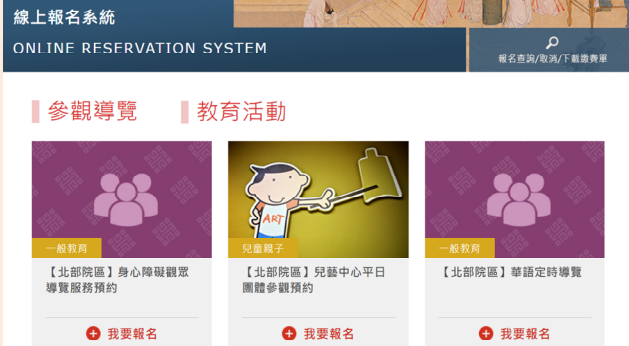 線上報名系統
ONLINE RESERVATION SYSTEM
報名查詢/取消/下載繳費單
參觀導覽
教育活動
一般教育
【北部院區】身心障礙觀眾
導覽服務預約
我要報名
ART
兒童親子
【北部院區】兒藝中心平日
團體參觀預約
我要報名
一般教育
【北部院區】華語定時導覽
我要報名